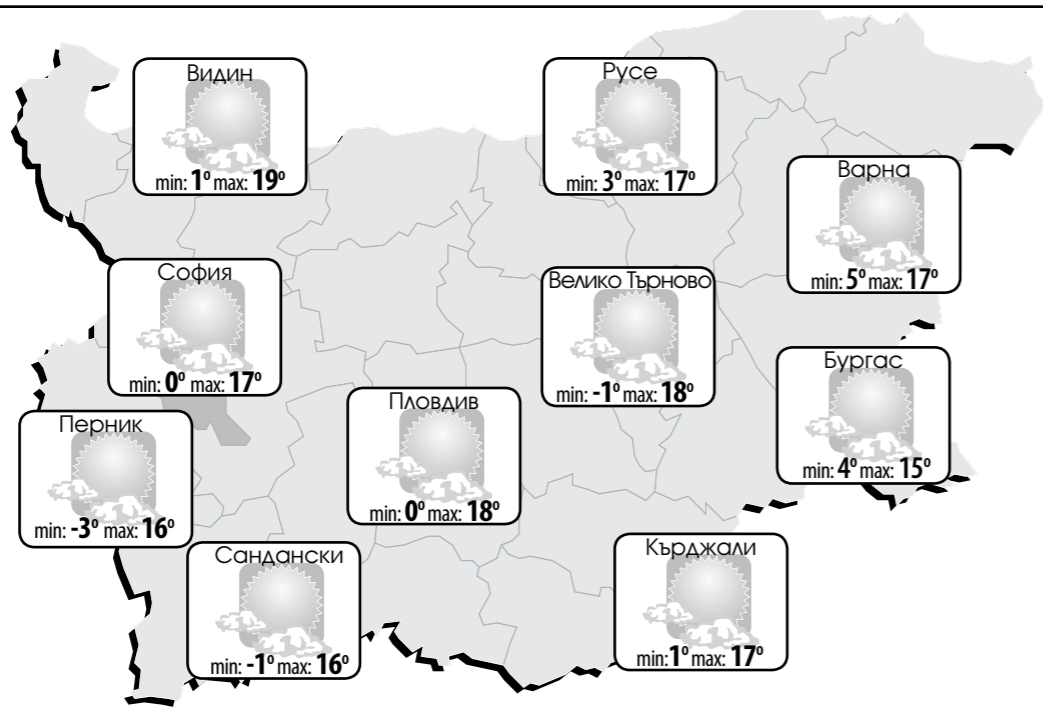 Видин
min: 1° max: 19°
Русе
min: 3° max: 17°
Варна
min: 5° max: 17°
София
min: 0° max: 17°
Велико Търново
min: -1° max: 18°
Бургас
min: 4° max: 15°
Пловдив
min: 0° max: 18°
Перник
min: -3° max: 16°
Сандански
min: -1° max: 16°
Кърджали
min: 1° max: 17°